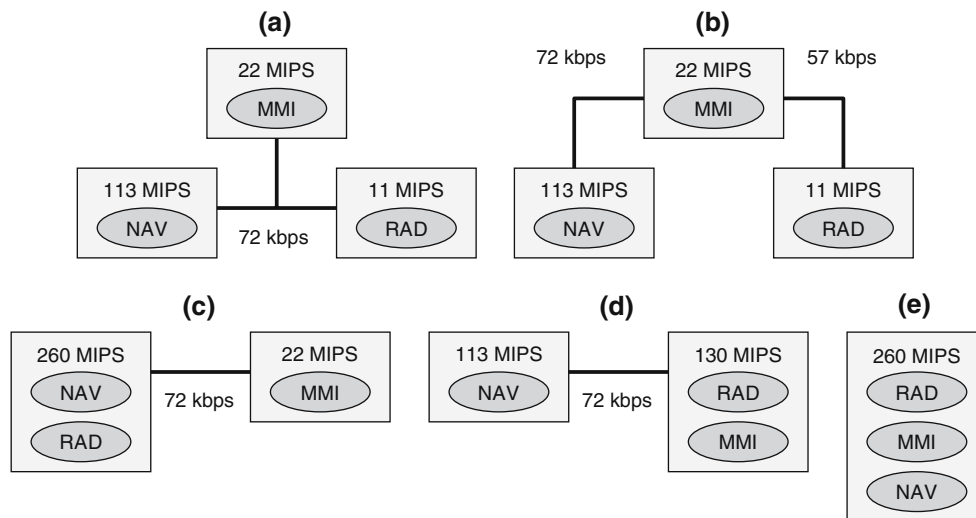 (a)
22 MIPS
MMI
113 MIPS
NAV
72 kbps
11 MIPS
RAD
(b)
72 kbps
22 MIPS
MMI
57 kbps
113 MIPS
NAV
11 MIPS
RAD
(c)
260 MIPS
NAV
RAD
72 kbps
22 MIPS
MMI
(d)
113 MIPS
NAV
72 kbps
130 MIPS
RAD
MMI
(e)
260 MIPS
RAD
MMI
NAV